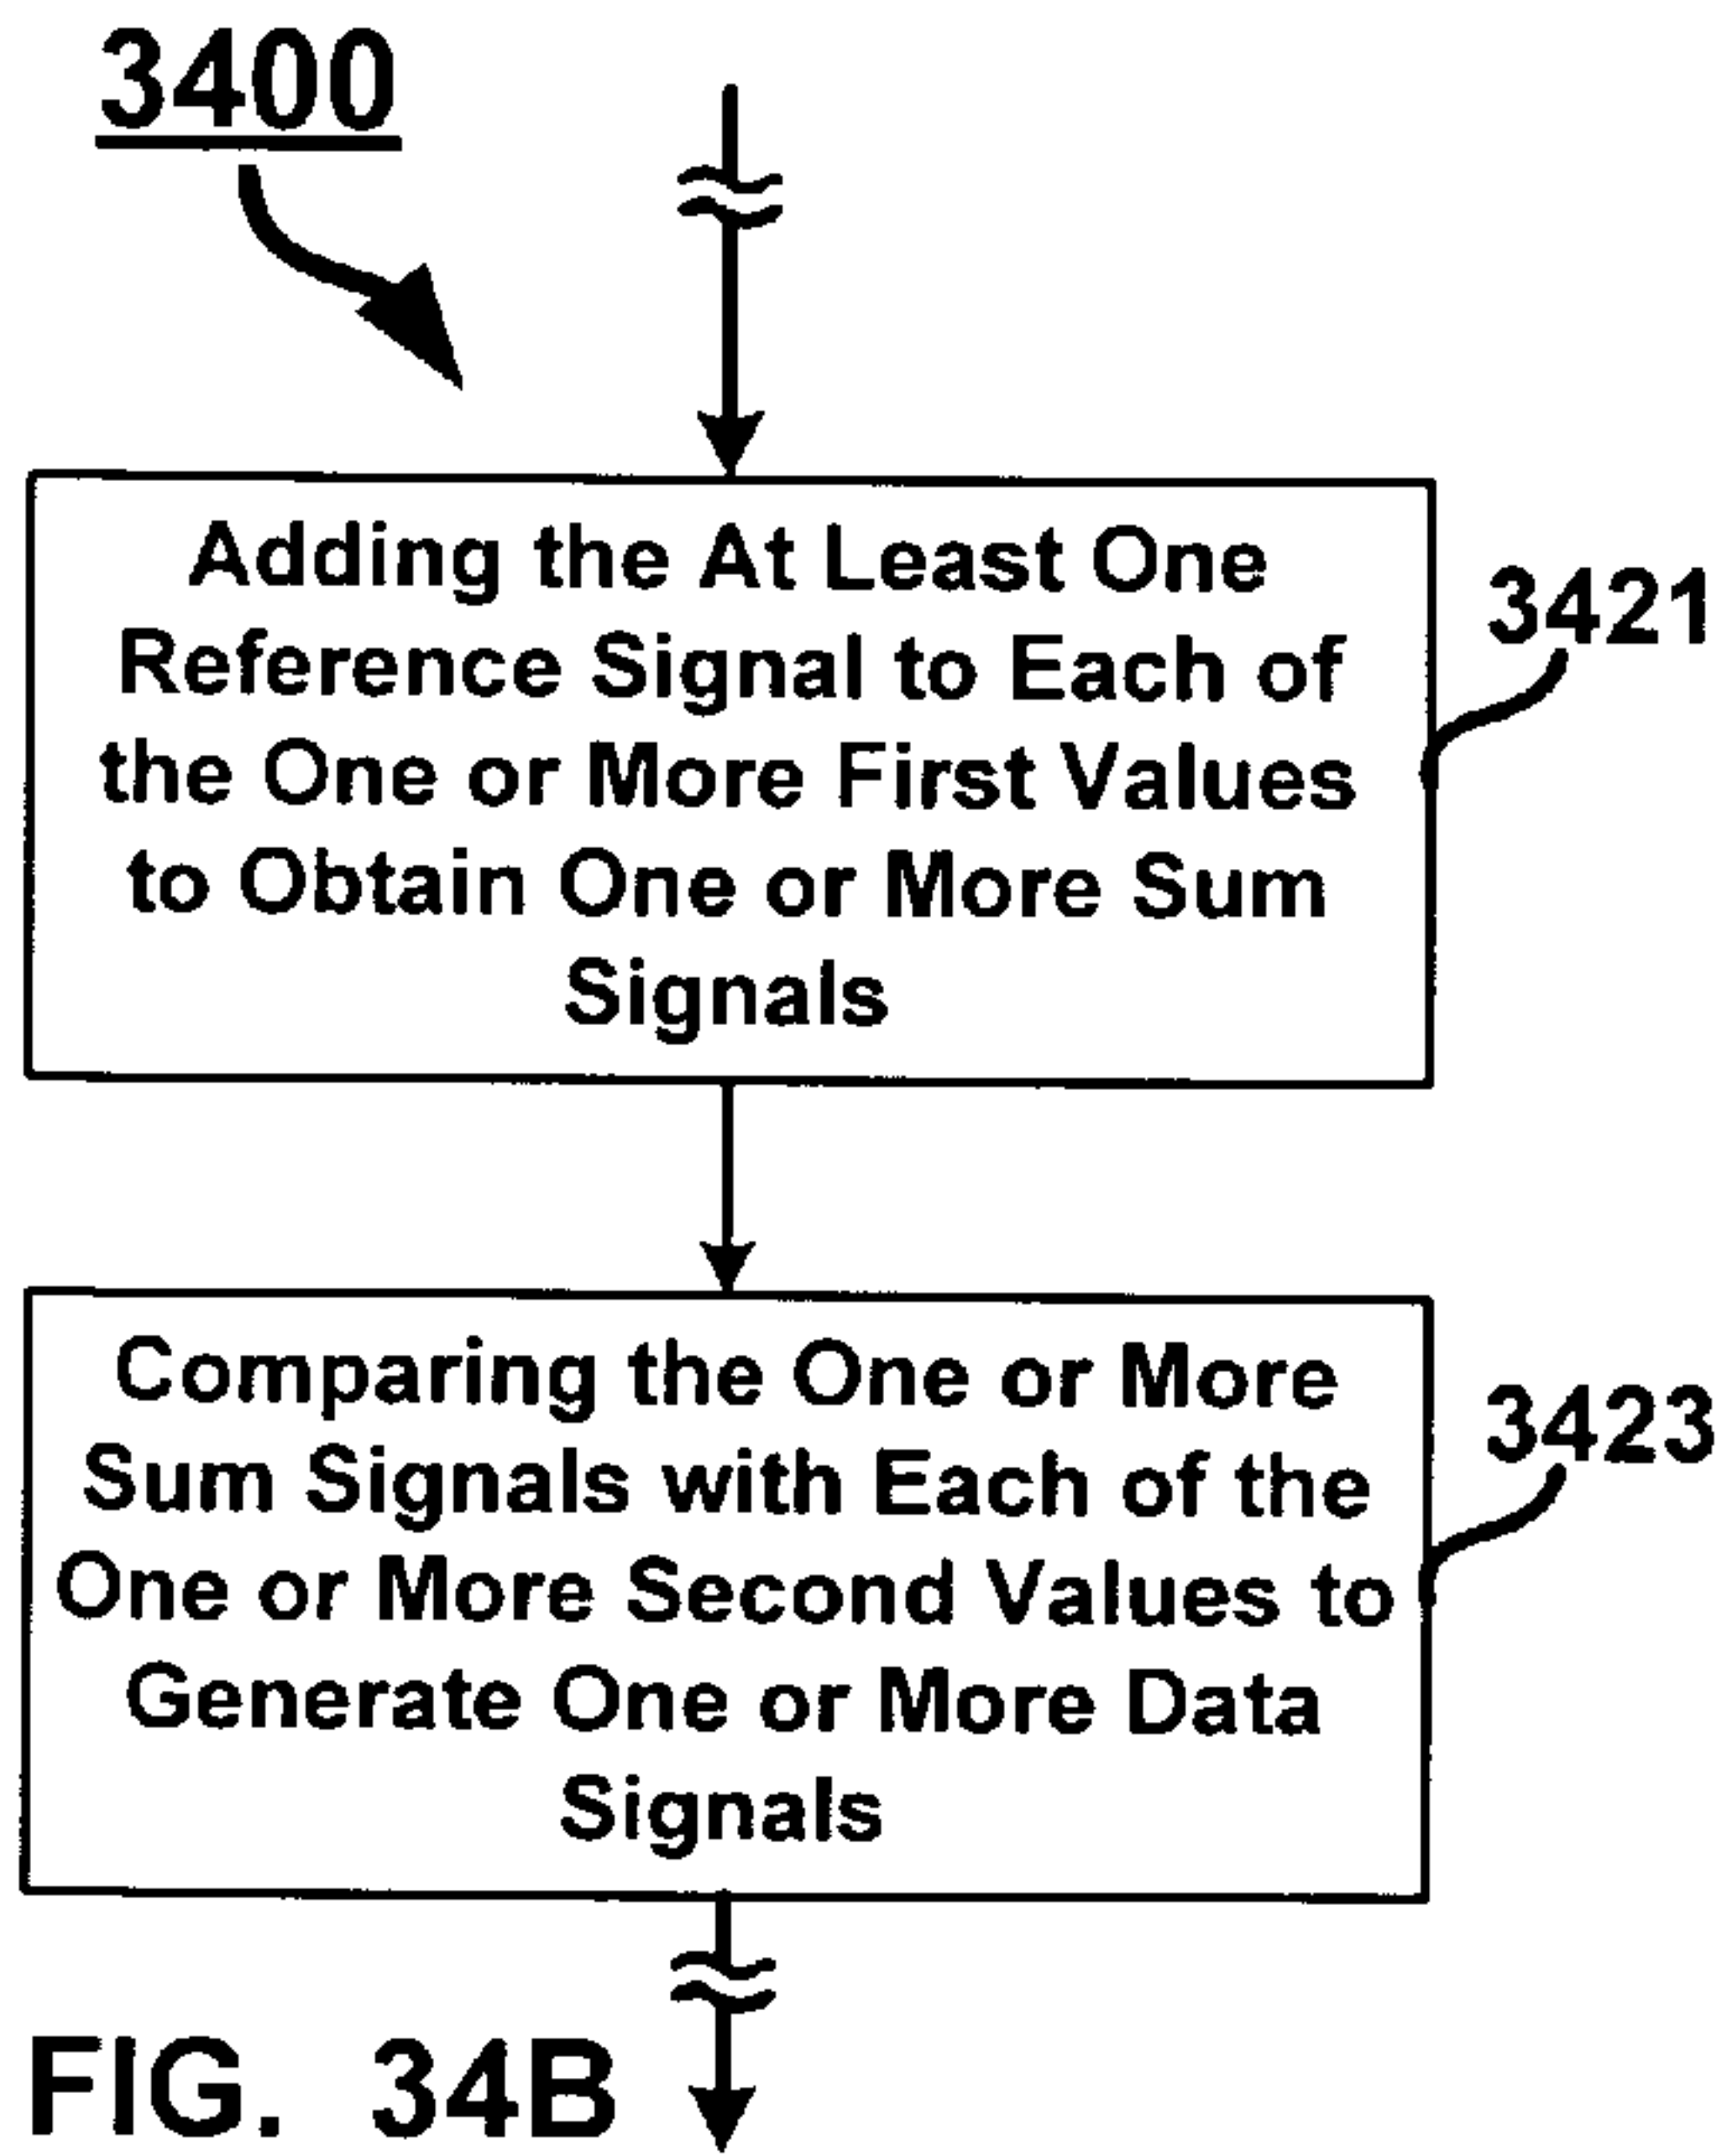 3400
Adding the At Least One
Reference Signal to Each of
the One or More First Values
to Obtain One or More Sum
Signals
3421
Comparing the One or More
Sum Signals with Each of the
One or More Second Values to
Generate One or More Data
Signals
3423
FIG. 34B